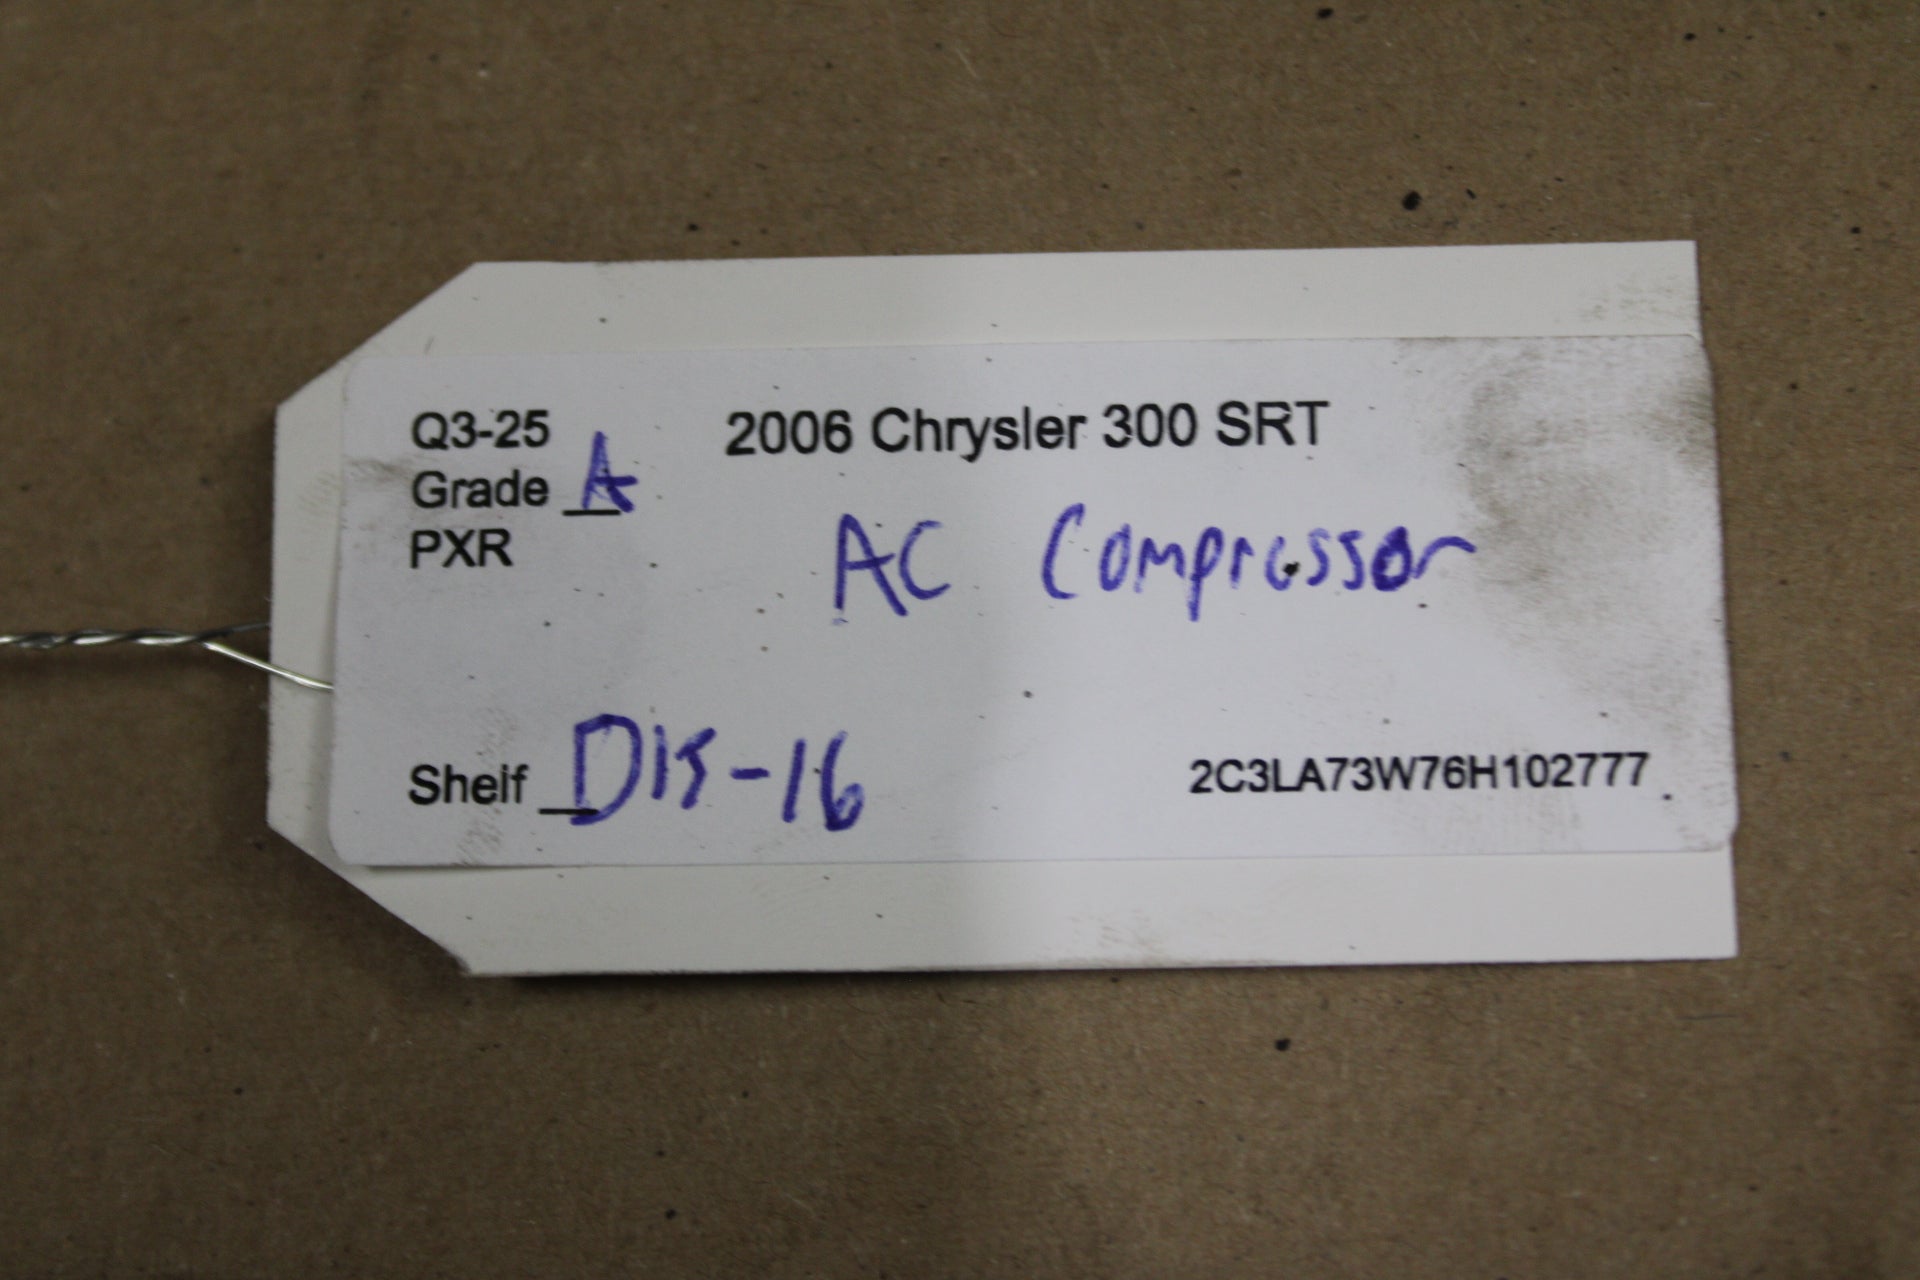 Q3-25
2006 Chrysler 300 SRT
Grade A
PXR
AC Compressor
Shelf D15-16
2C3LA73W76H102777